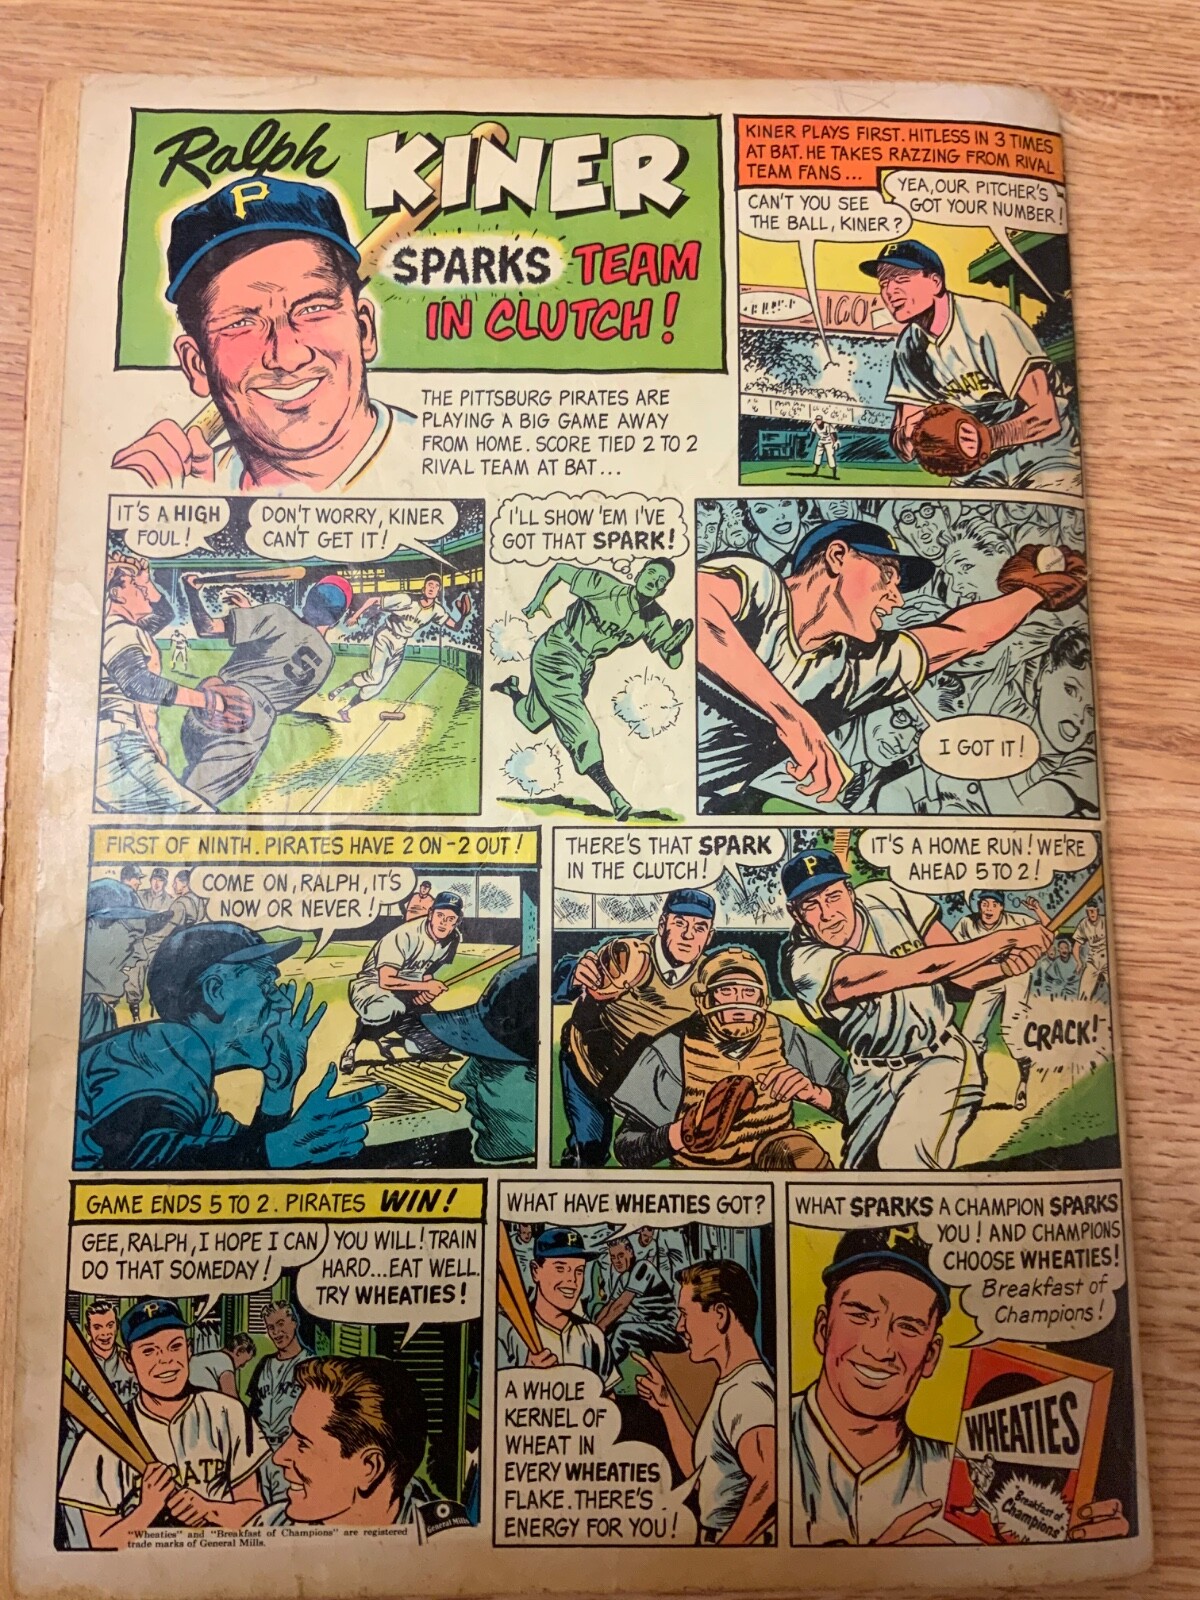 Ralph
KINER
SPARKS TEAM
IN CLUTCH!
THE PITTSBURG PIRATES ARE
PLAYING A BIG GAME AWAY
FROM HOME. SCORE TIED 2 TO 2
RIVAL TEAM AT BAT...
KINER PLAYS FIRST. HITLESS IN 3 TIMES
AT BAT. HE TAKES RAZZING FROM RIVAL
TEAM FANS...
CAN'T YOU SEE
THE BALL, KINER?
YEA, OUR PITCHER'S
GOT YOUR NUMBER!
IT'S A HIGH
FOUL!
DON'T WORRY, KINER
CAN'T GET IT!
I'LL SHOW 'EM I'VE
GOT THAT SPARK!
I GOT IT!
FIRST OF NINTH. PIRATES HAVE 2 ON - 2 OUT!
COME ON, RALPH, IT'S
NOW OR NEVER!
THERE'S THAT SPARK
IN THE CLUTCH!
IT'S A HOME RUN! WE'RE
AHEAD 5 TO 2!
CRACK!
GAME ENDS 5 TO 2. PIRATES WIN!
GEE, RALPH, I HOPE I CAN
DO THAT SOMEDAY!
YOU WILL! TRAIN
HARD...EAT WELL.
TRY WHEATIES!
"Wheaties" and "Breakfast of Champions" are registered
trade marks of General Mills.
General Mills
WHAT HAVE WHEATIES GOT?
A WHOLE
KERNEL OF
WHEAT IN
EVERY WHEATIES
FLAKE. THERE'S
ENERGY FOR YOU!
WHAT SPARKS A CHAMPION SPARKS
YOU! AND CHAMPIONS
CHOOSE WHEATIES!
Breakfast of
Champions!
WHEATIES
"Breakfast of
Champions"